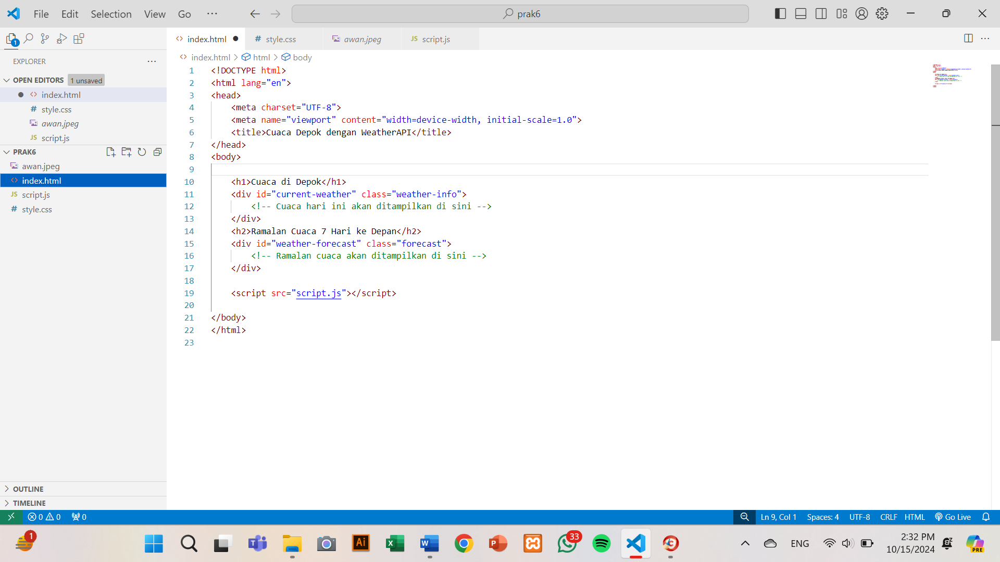 File Edit Selection View Go ···
prak6
1
index.html
style.css
awan.jpeg
script.js
EXPLORER
index.html > html > body
OPEN EDITORS 1 unsaved
index.html
style.css
awan.jpeg
script.js
PRAK6
awan.jpeg
index.html
script.js
style.css
OUTLINE
TIMELINE
1 <!DOCTYPE html>
2 <html lang="en">
3 <head>
4 <meta charset="UTF-8">
5 <meta name="viewport" content="width=device-width, initial-scale=1.0">
6 <title>Cuaca Depok dengan WeatherAPI</title>
7 </head>
8 <body>
9
10 <h1>Cuaca di Depok</h1>
11 <div id="current-weather" class="weather-info">
12 <!-- Cuaca hari ini akan ditampilkan di sini -->
13 </div>
14 <h2>Ramalan Cuaca 7 Hari ke Depan</h2>
15 <div id="weather-forecast" class="forecast">
16 <!-- Ramalan cuaca akan ditampilkan di sini -->
17 </div>
18
19 <script src="script.js"></script>
20
21 </body>
22 </html>
23
0 0 0 Ln 9, Col 1 Spaces: 4 UTF-8 CRLF HTML Go Live
1
33
ENG
2:32 PM
10/15/2024
PRE